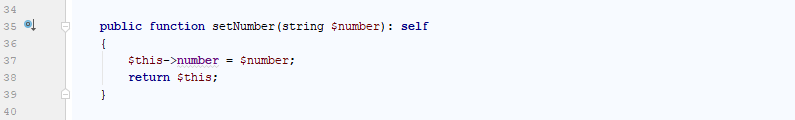 34
35 public function setNumber(string $number): self
36 {
37 $this->number = $number;
38 return $this;
39 }
40